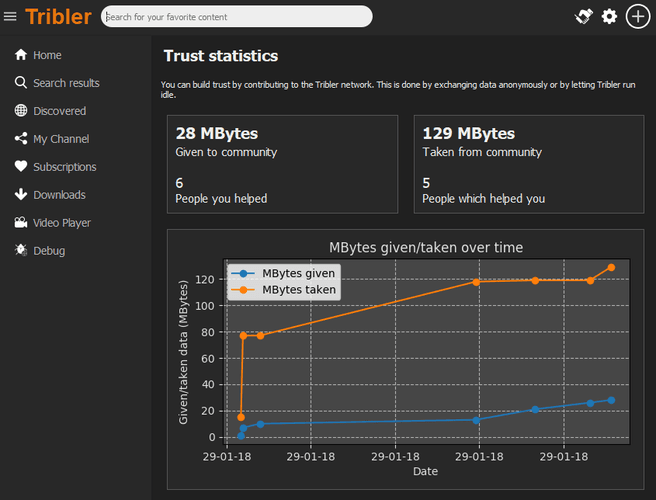 Tribler
Search for your favorite content
Home
Search results
Discovered
My Channel
Subscriptions
Downloads
Video Player
Debug
Trust statistics
You can build trust by contributing to the Tribler network. This is done by exchanging data anonymously or by letting Tribler run
idle.
28 MBytes
Given to community
6
People you helped
129 MBytes
Taken from community
5
People which helped you
MBytes given/taken over time
MBytes given
MBytes taken
Given/taken data (MBytes)
120
100
80
60
40
20
0
29-01-18 29-01-18 29-01-18 29-01-18 29-01-18
Date